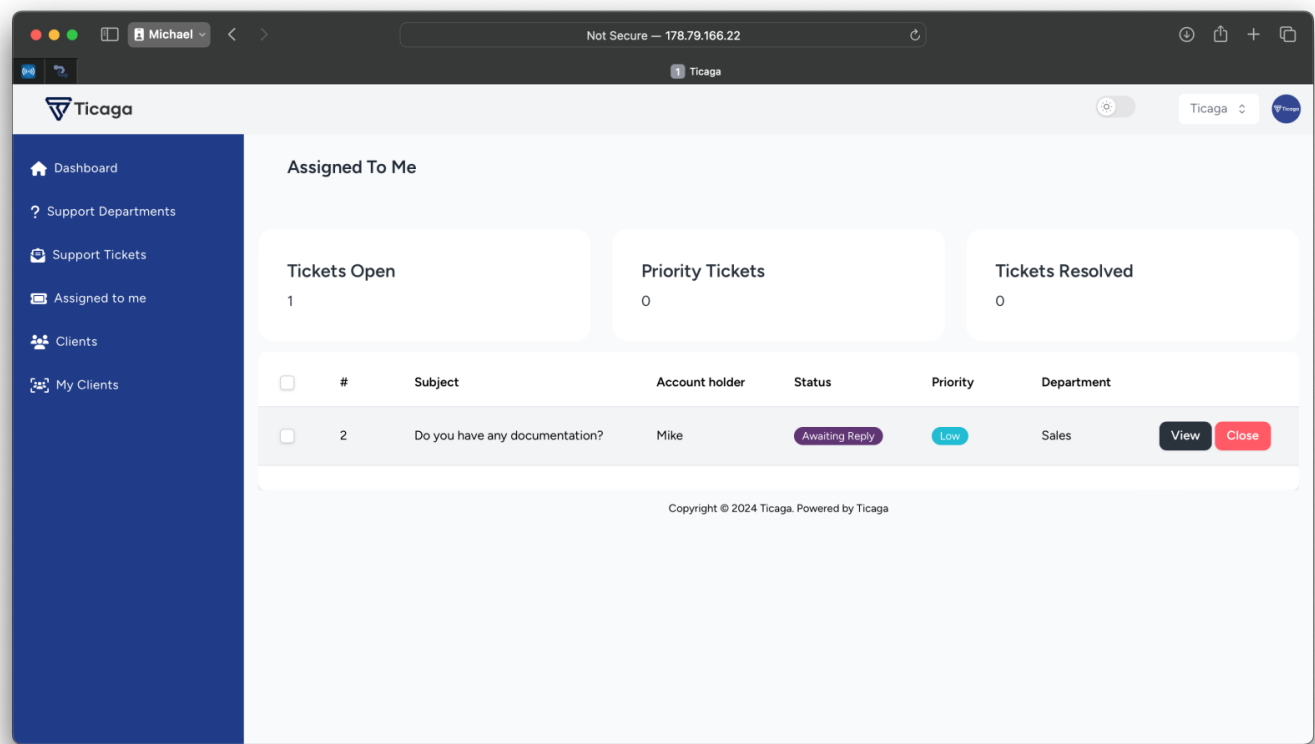 Michael
Not Secure — 178.79.166.22
1 Ticaga
Ticaga
Ticaga
Dashboard
Support Departments
Support Tickets
Assigned to me
Clients
My Clients
Assigned To Me
Tickets Open
1
Priority Tickets
0
Tickets Resolved
0
# Subject Account holder Status Priority Department
2 Do you have any documentation? Mike Awaiting Reply Low Sales View Close
Copyright © 2024 Ticaga. Powered by Ticaga